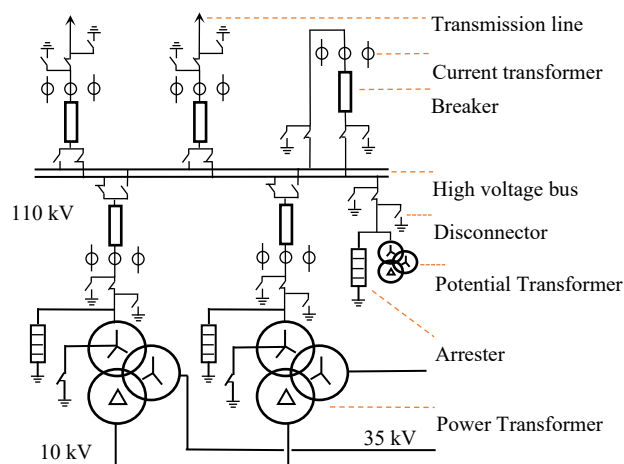 Transmission line
Current transformer
Breaker
High voltage bus
110 kV
Disconnector
Potential Transformer
Arrester
Power Transformer
10 kV
35 kV